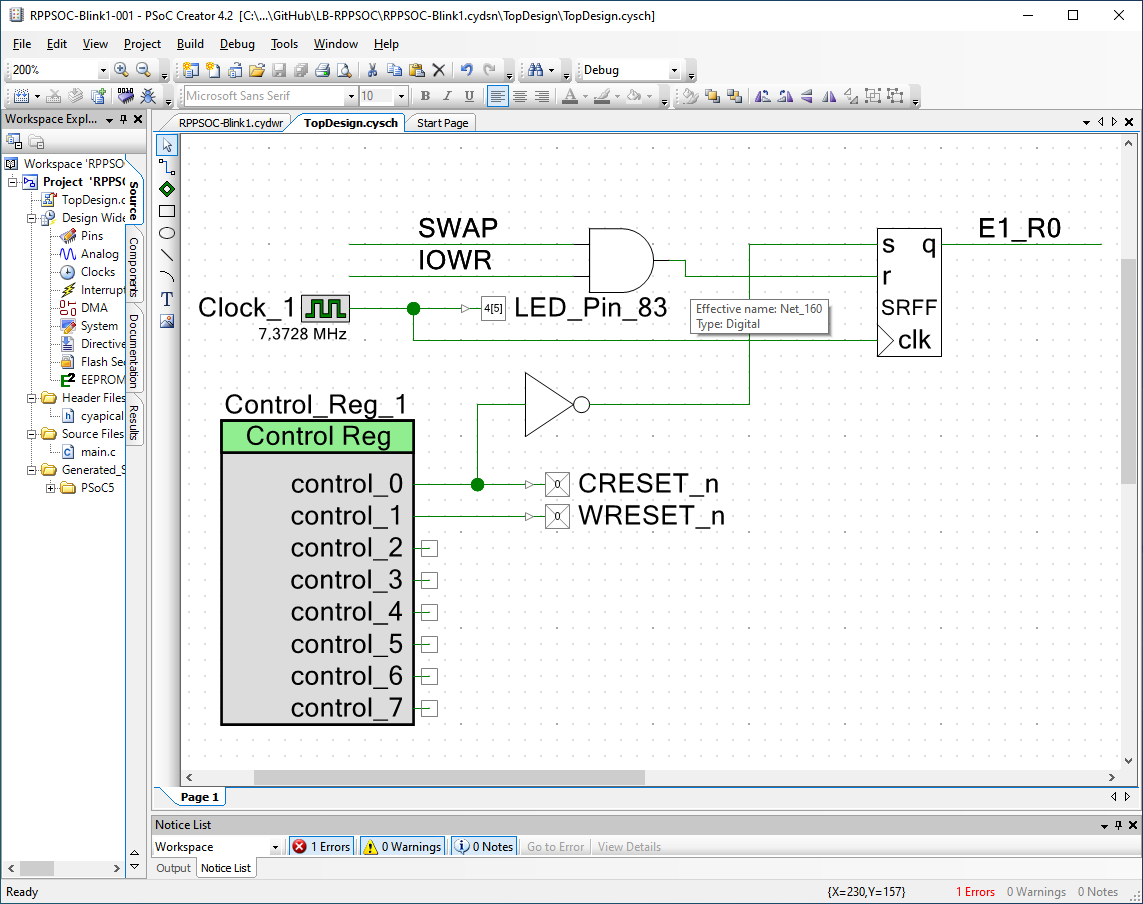 RPPSOC-Blink1-001 - PSoC Creator 4.2 [C:\...\GitHub\LB-RPPSOC\RPPSOC-Blink1.cydsn\TopDesign\TopDesign.cysch]
File Edit View Project Build Debug Tools Window Help
200% Debug
Microsoft Sans Serif 10 B I U A
Workspace Expl...
RPPSOC-Blink1.cydwr TopDesign.cysch Start Page
Workspace 'RPPSO
Project 'RPPS
TopDesign.c
Design Wide
Pins
Analog
Clocks
Interrupt
DMA
System
Directive
Flash Sec
EEPROM
Header Files
cyapical
Source Files
main.c
Generated_S
PSoC5
Source
Components
Documentation
Results
T
SWAP
IOWR
E1_R0
s q
r
SRFF
clk
Clock_1
7,3728 MHz
4[5] LED_Pin_83
Effective name: Net_160
Type: Digital
Control_Reg_1
Control Reg
control_0
0 CRESET_n
control_1
0 WRESET_n
control_2
control_3
control_4
control_5
control_6
control_7
Page 1
Notice List
Workspace 1 Errors 0 Warnings 0 Notes Go to Error View Details
Output Notice List
Ready {X=230,Y=157} 1 Errors 0 Warnings 0 Notes